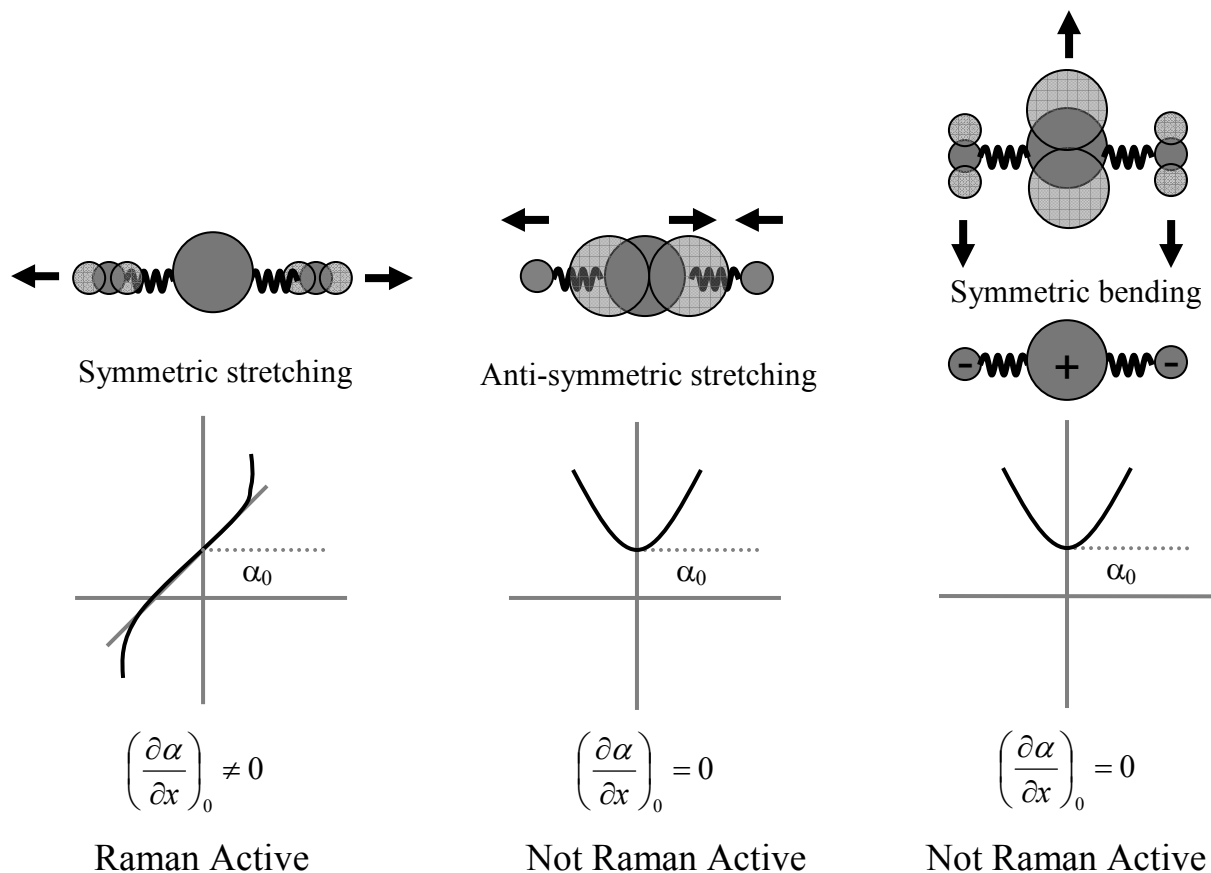 Symmetric stretching
α₀
(∂α/∂x)₀ ≠ 0
Raman Active
Anti-symmetric stretching
α₀
(∂α/∂x)₀ = 0
Not Raman Active
Symmetric bending
- + -
α₀
(∂α/∂x)₀ = 0
Not Raman Active